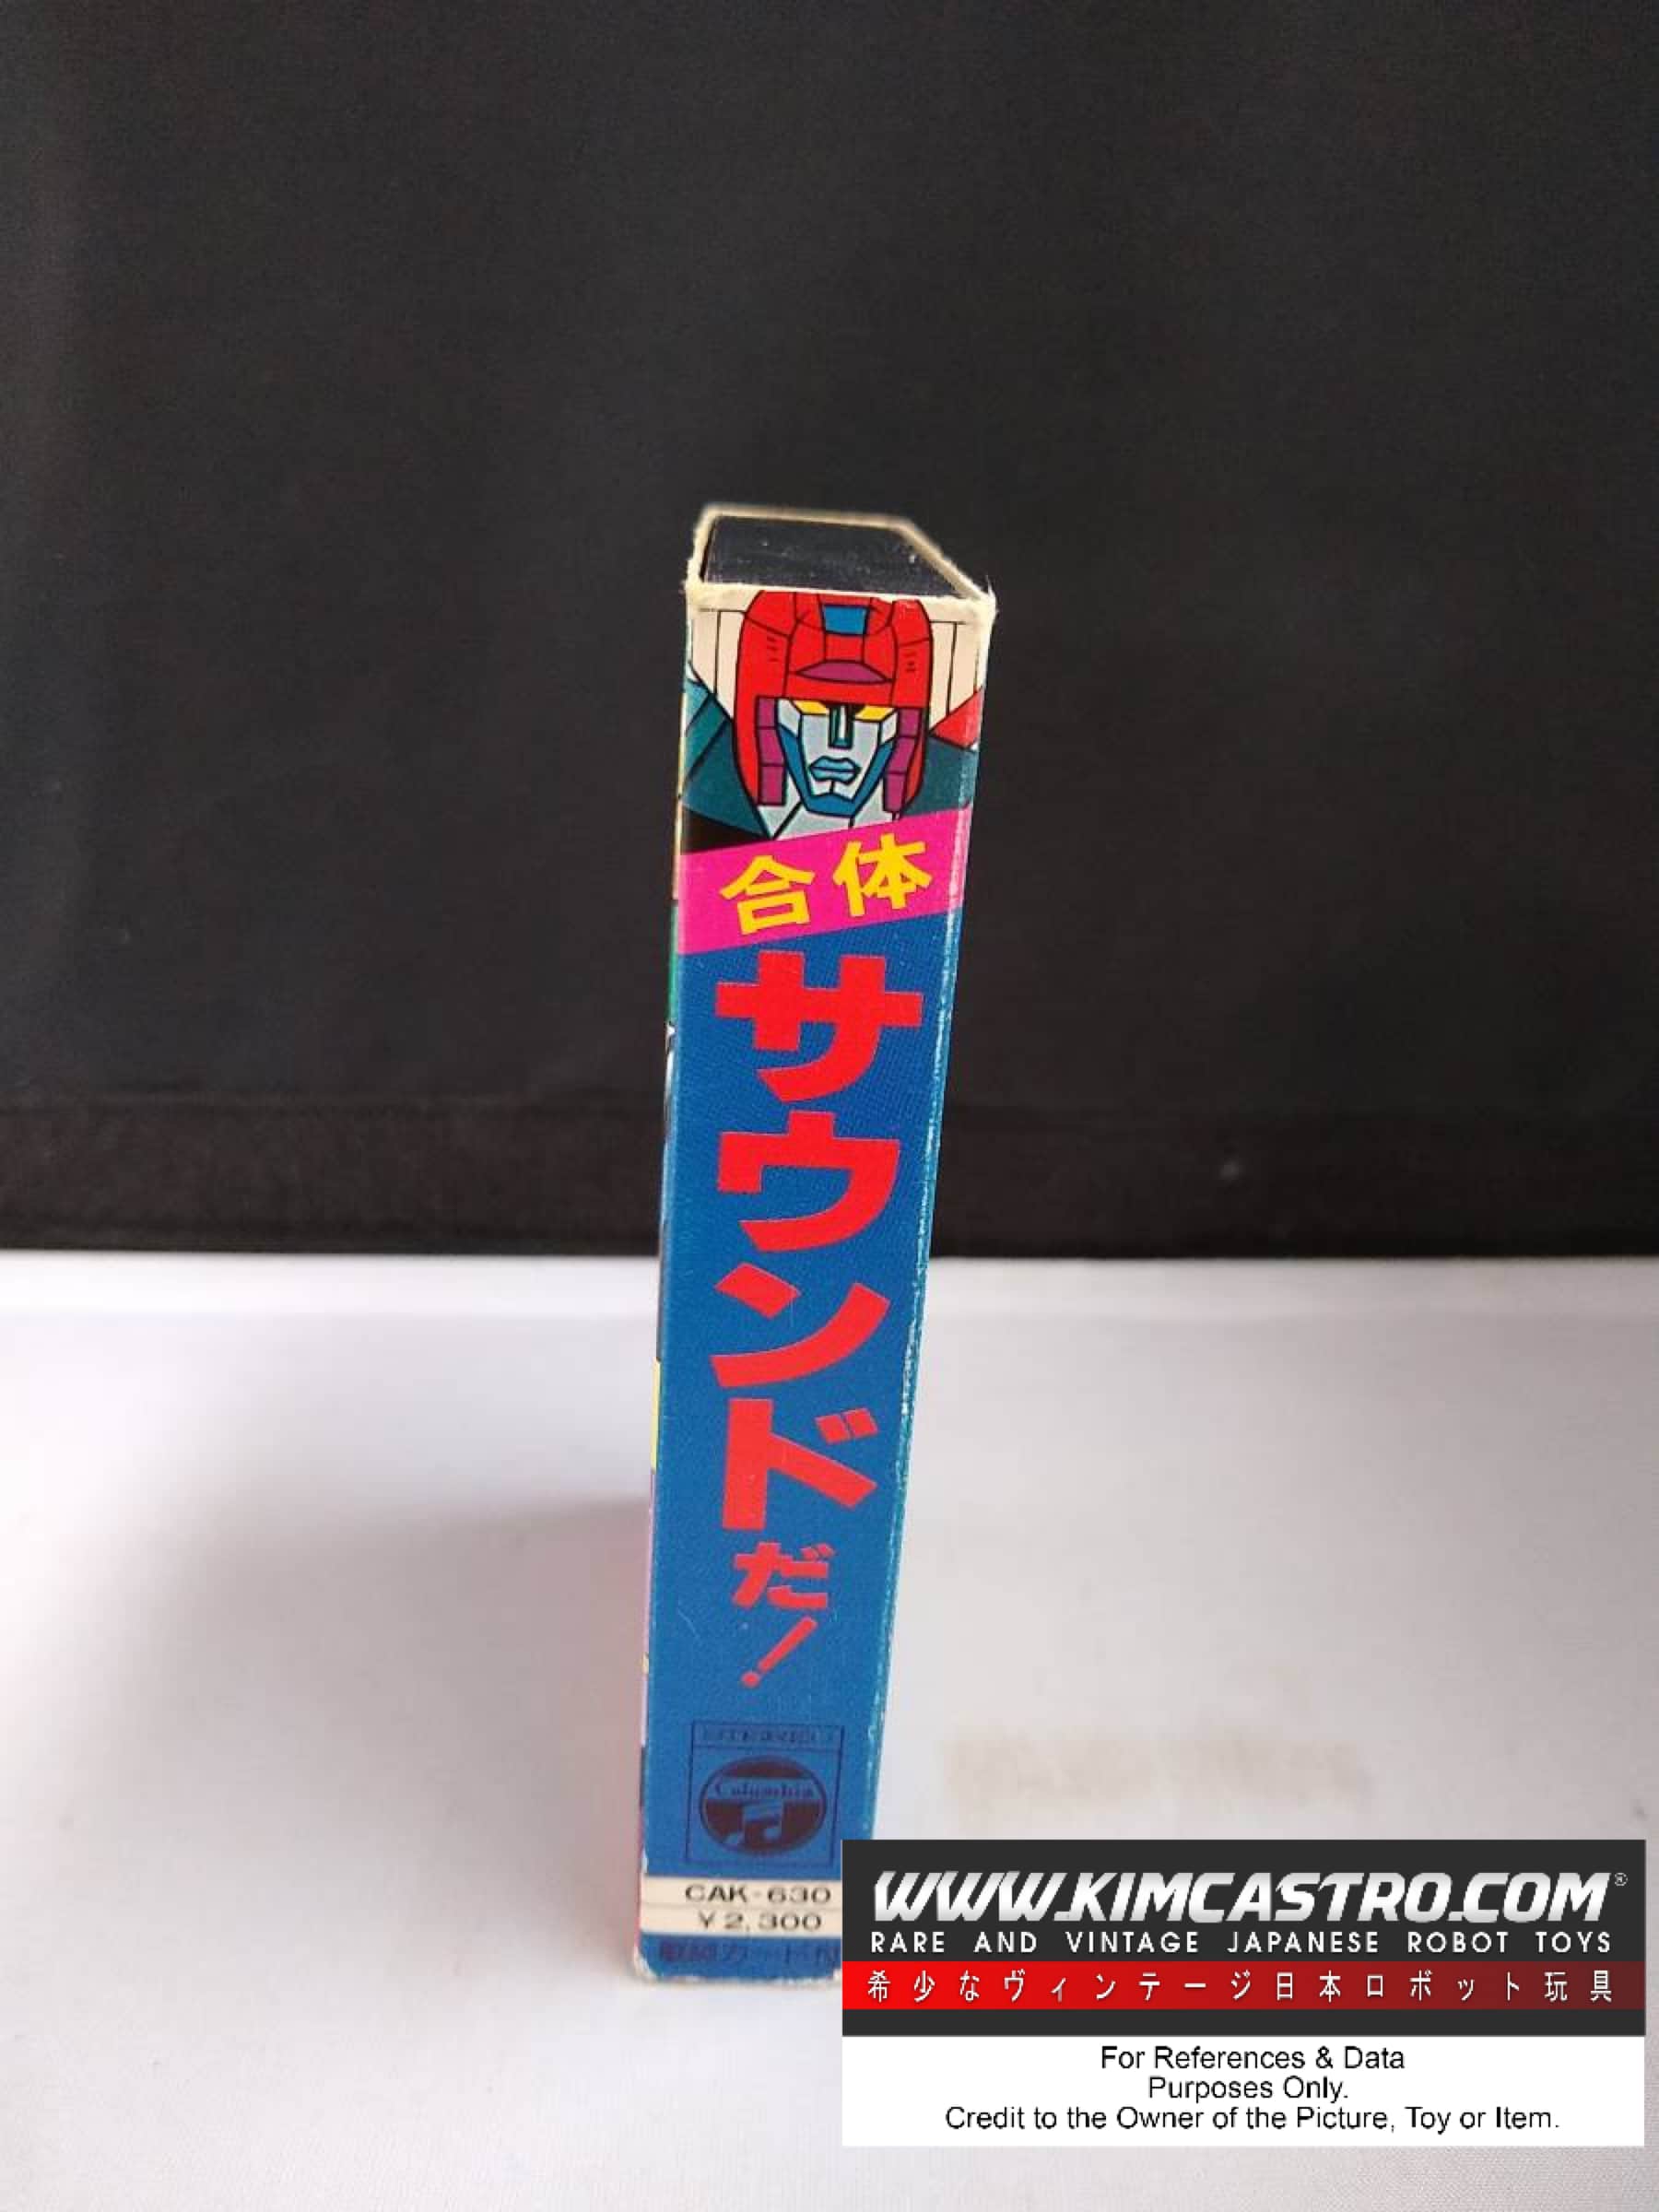 合体
サウンドだ!
STEREO
Columbia
CAK-630
¥2,300
WWW.KIMCASTRO.COM®
RARE AND VINTAGE JAPANESE ROBOT TOYS
希少なヴィンテージ日本ロボット玩具
For References & Data
Purposes Only.
Credit to the Owner of the Picture, Toy or Item.